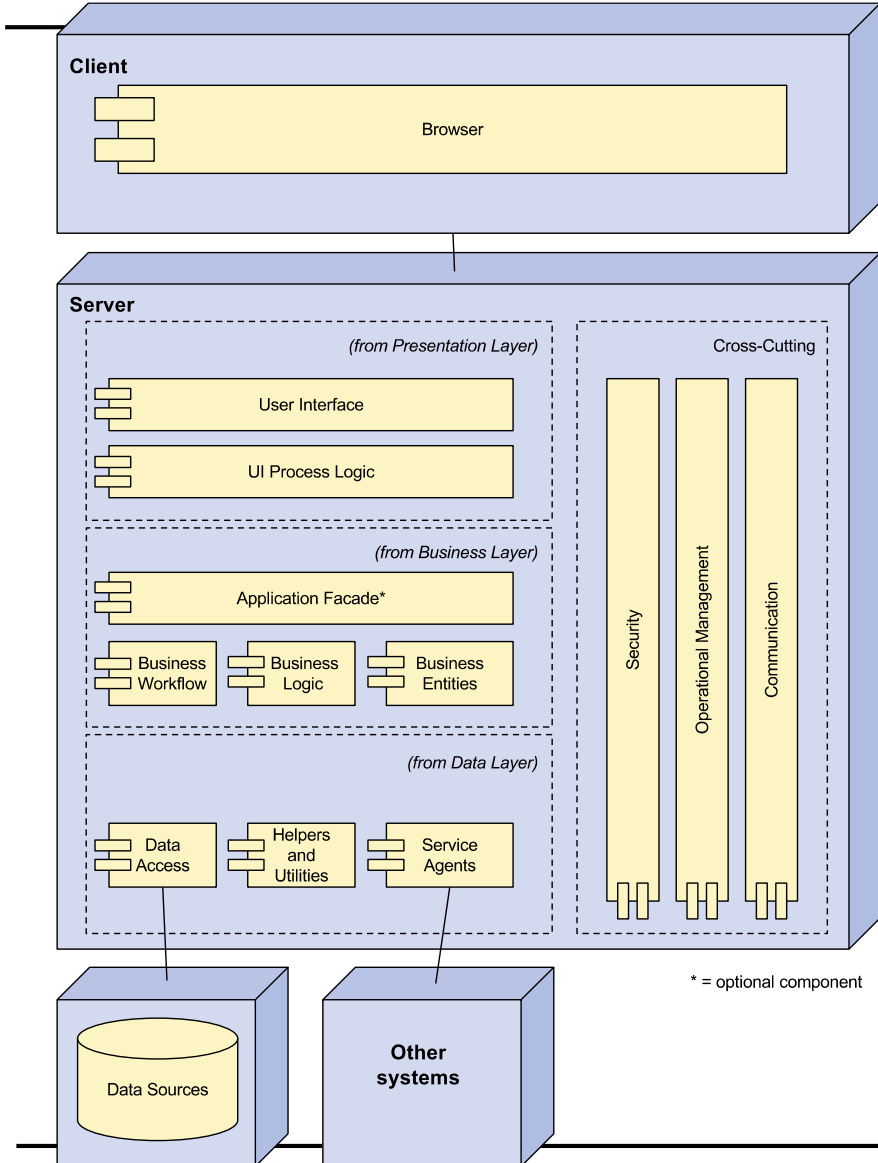 Client
Browser
Server
(from Presentation Layer)
User Interface
UI Process Logic
(from Business Layer)
Application Facade*
Business
Workflow
Business
Logic
Business
Entities
(from Data Layer)
Data
Access
Helpers
and
Utilities
Service
Agents
Cross-Cutting
Security
Operational Management
Communication
* = optional component
Data Sources
Other
systems